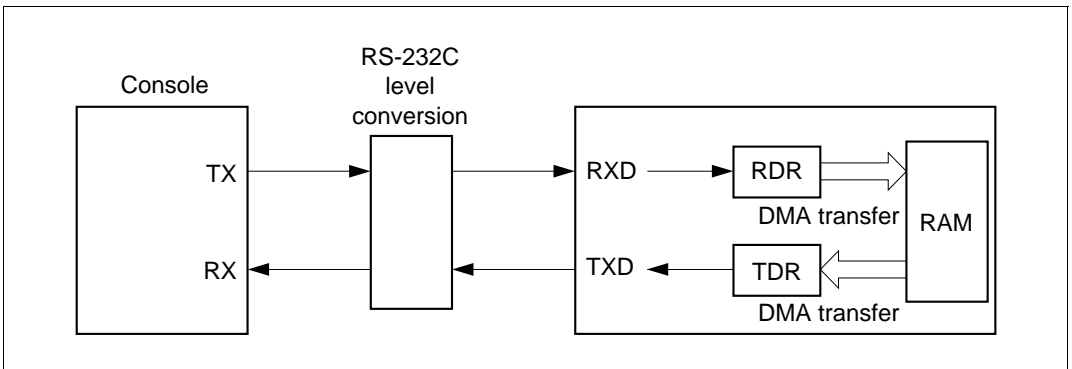 Console
RS-232C
level
conversion
TX
RXD
RDR
DMA transfer
RAM
RX
TXD
TDR
DMA transfer